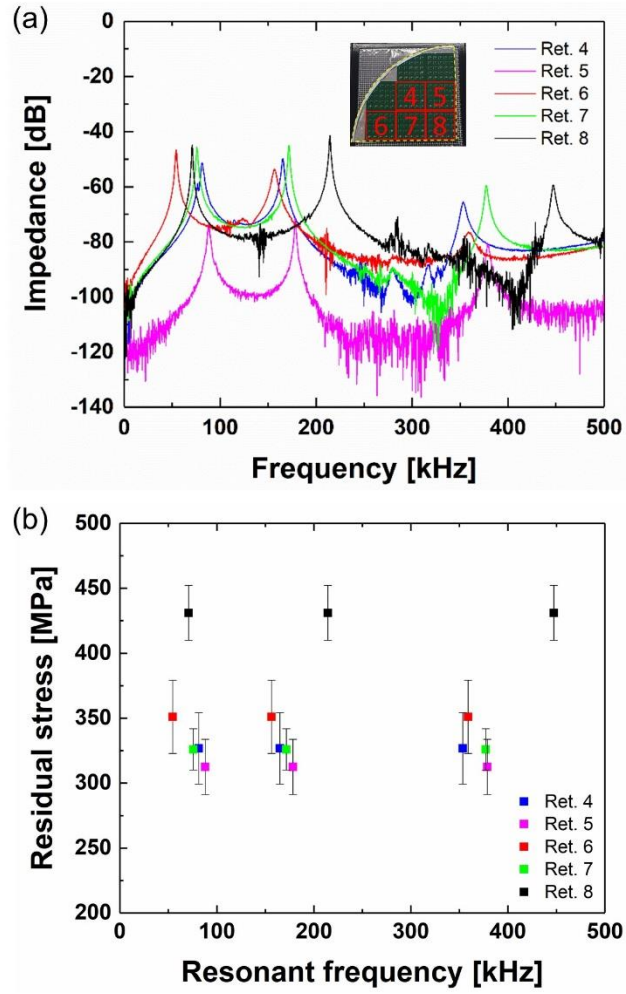 (a)
0
-20
-40
-60
-80
-100
-120
-140
Impedance [dB]
0 100 200 300 400 500
Frequency [kHz]
Ret. 4
Ret. 5
Ret. 6
Ret. 7
Ret. 8
4 5
6 7 8
(b)
500
450
400
350
300
250
200
Residual stress [MPa]
0 100 200 300 400 500
Resonant frequency [kHz]
Ret. 4
Ret. 5
Ret. 6
Ret. 7
Ret. 8